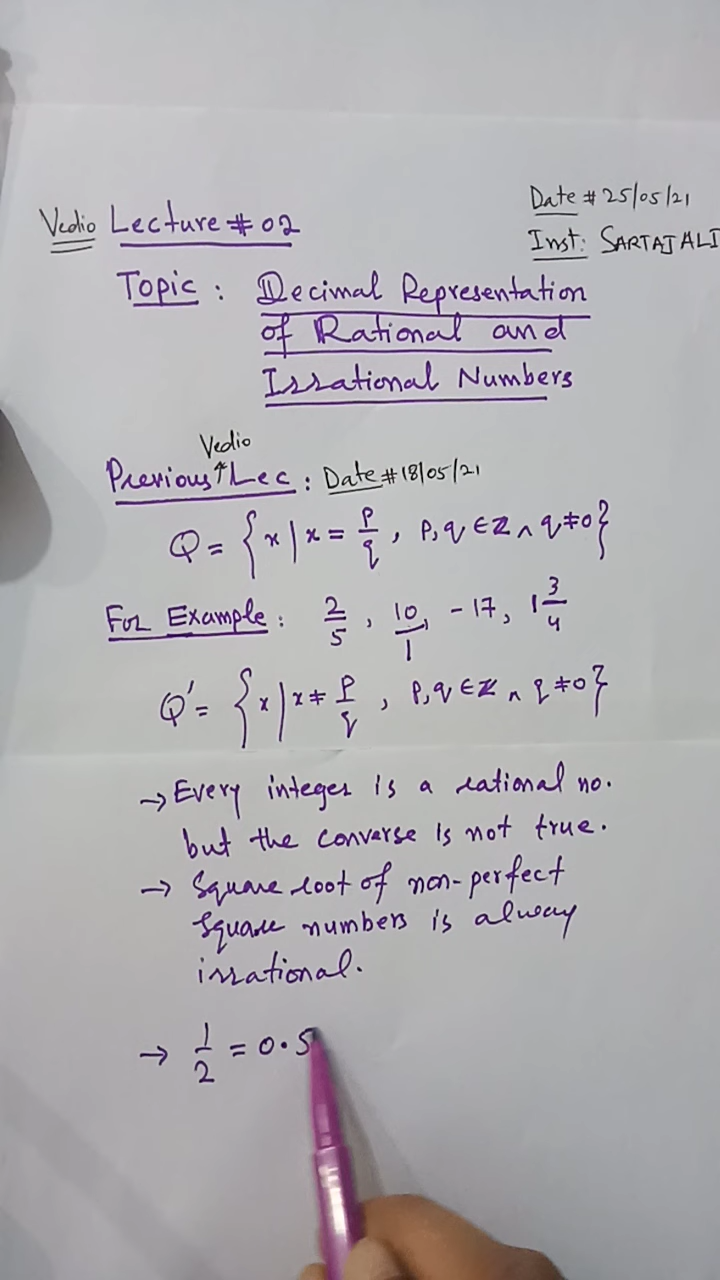 Vedio Lecture # 02
Date # 25/05/21
Inst: SARTAJ ALI
Topic: Decimal Representation
of Rational and
Irrational Numbers
Vedio
Previous ↑ Lec: Date # 18/05/21
Q = {x | x = p/q, p, q ∈ Z ∧ q ≠ 0}
For Example: 2/5, 10/1, -17, 1 3/4
Q' = {x | x ≠ p/q, p, q ∈ Z ∧ q ≠ 0}
→ Every integer is a rational no.
but the converse is not true.
→ Square root of non-perfect
square numbers is alway
irrational.
→ 1/2 = 0.5